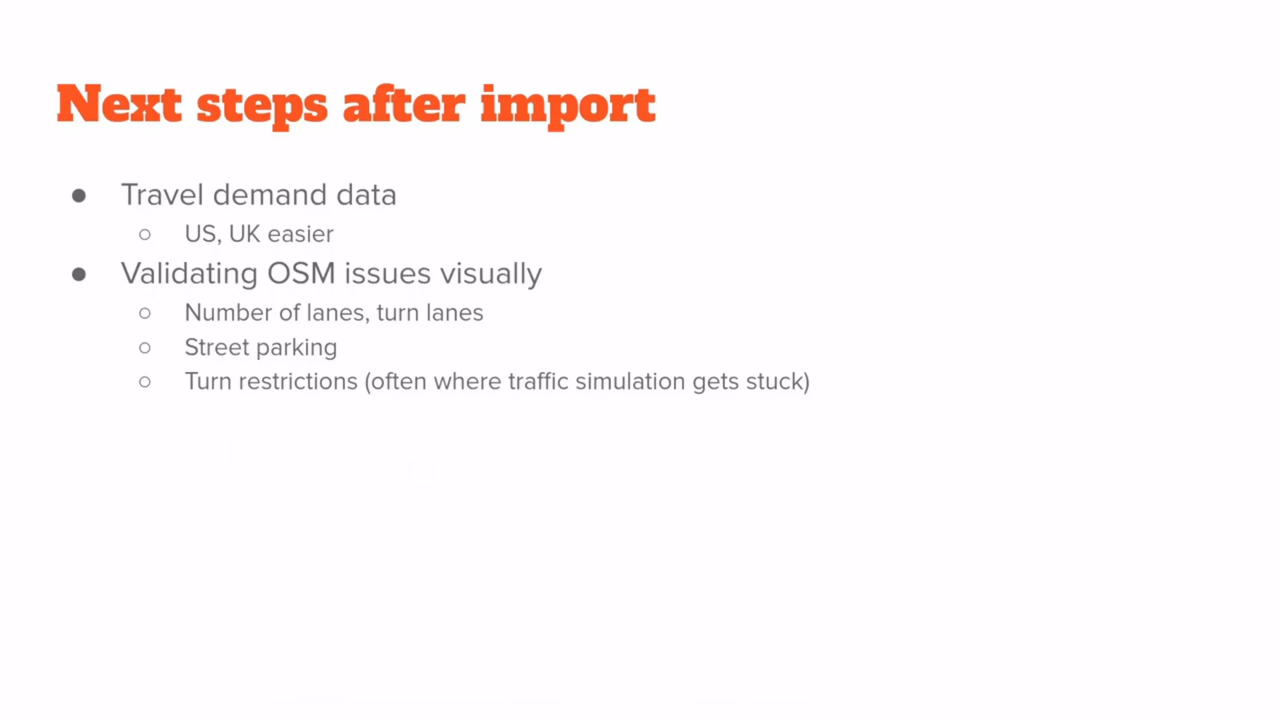 Next steps after import
● Travel demand data
○ US, UK easier
● Validating OSM issues visually
○ Number of lanes, turn lanes
○ Street parking
○ Turn restrictions (often where traffic simulation gets stuck)